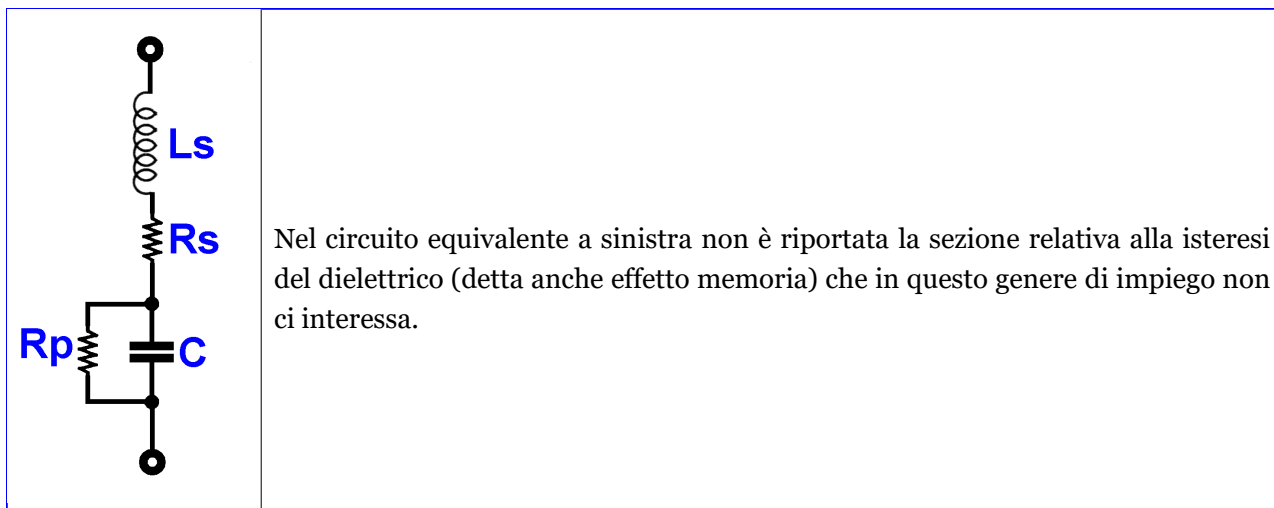 Ls
Rs
Rp
C
Nel circuito equivalente a sinistra non è riportata la sezione relativa alla isteresi
del dielettrico (detta anche effetto memoria) che in questo genere di impiego non
ci interessa.